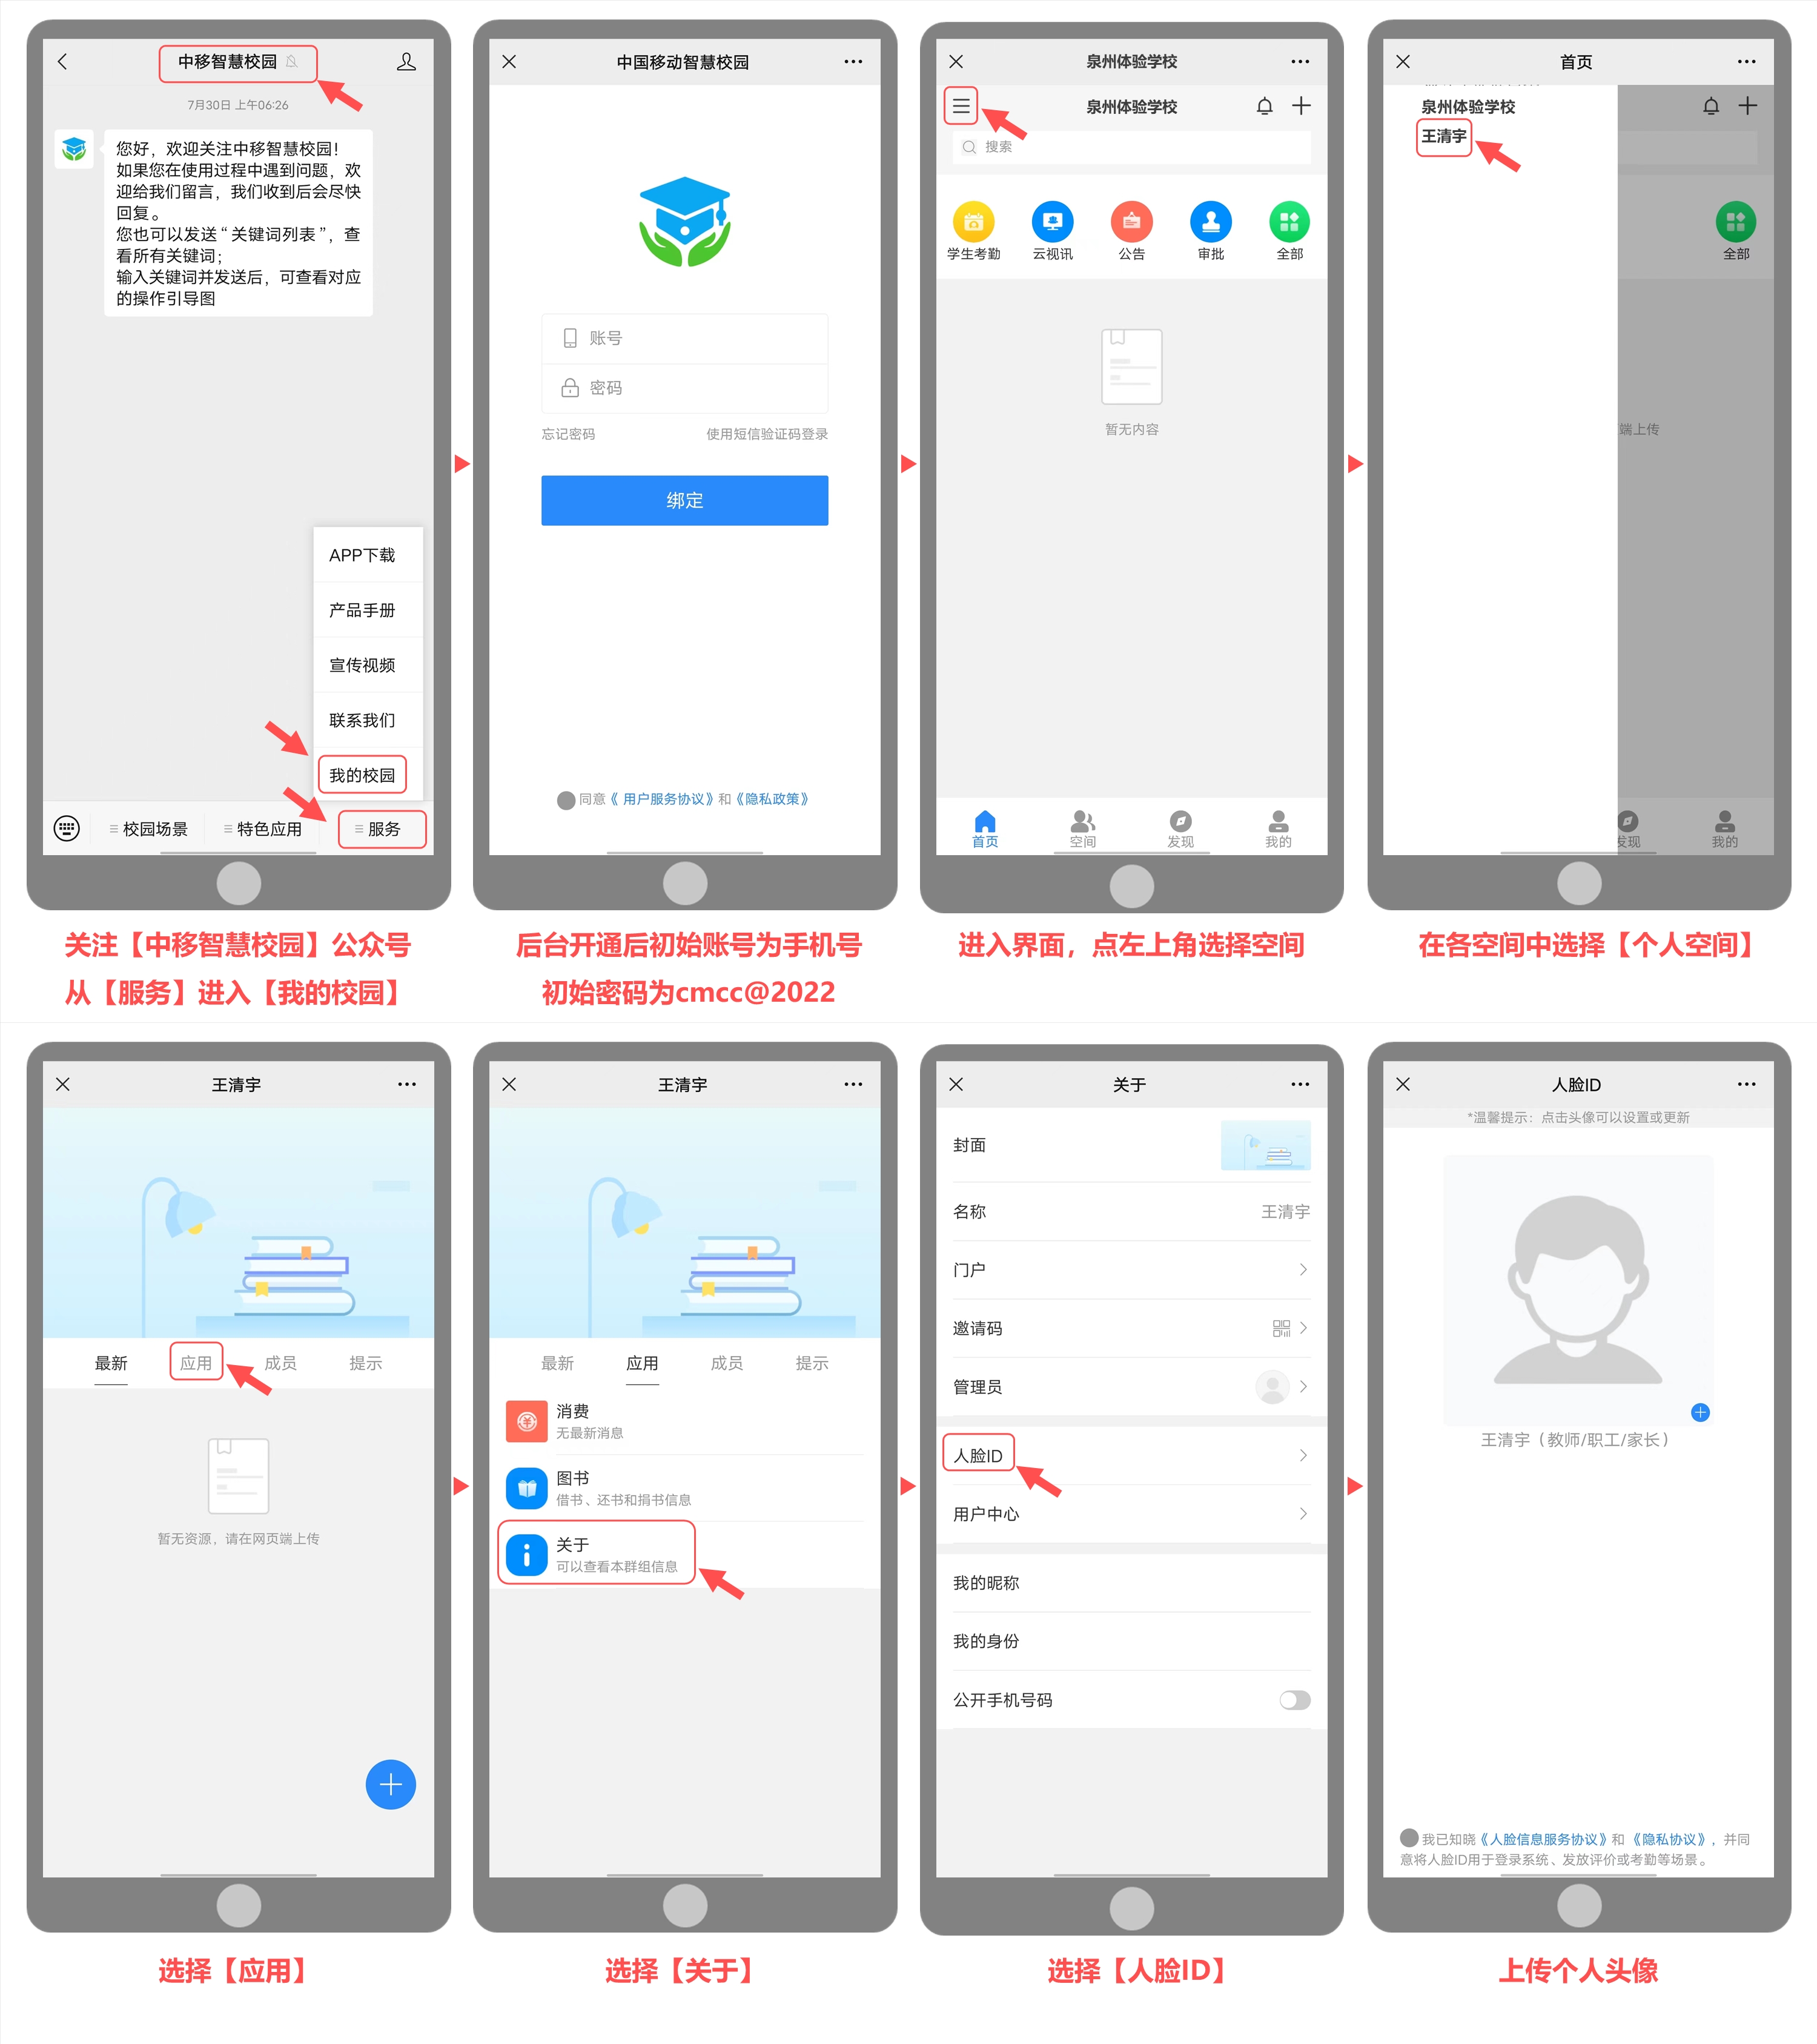 中移智慧校园
7月30日 上午06:26
您好，欢迎关注中移智慧校园！
如果您在使用过程中遇到问题，欢
迎给我们留言，我们收到后会尽快
回复。
您也可以发送“关键词列表”，查
看所有关键词；
输入关键词并发送后，可查看对应
的操作引导图
APP下载
产品手册
宣传视频
联系我们
我的校园
校园场景
特色应用
服务
关注【中移智慧校园】公众号
从【服务】进入【我的校园】
中国移动智慧校园
账号
密码
忘记密码
使用短信验证码登录
绑定
同意《 用户服务协议》和《隐私政策》
后台开通后初始账号为手机号
初始密码为cmcc@2022
泉州体验学校
泉州体验学校
搜索
学生考勤
云视讯
公告
审批
全部
暂无内容
首页
空间
发现
我的
进入界面，点左上角选择空间
首页
泉州体验学校
王清宇
全部
端上传
发现
我的
在各空间中选择【个人空间】
王清宇
最新
应用
成员
提示
暂无资源，请在网页端上传
选择【应用】
王清宇
最新
应用
成员
提示
消费
无最新消息
图书
借书、还书和捐书信息
关于
可以查看本群组信息
选择【关于】
关于
封面
名称
王清宇
门户
邀请码
管理员
人脸ID
用户中心
我的昵称
我的身份
公开手机号码
选择【人脸ID】
人脸ID
*温馨提示：点击头像可以设置或更新
王清宇（教师/职工/家长）
我已知晓《人脸信息服务协议》和 《隐私协议》，并同
意将人脸ID用于登录系统、发放评价或考勤等场景。
上传个人头像